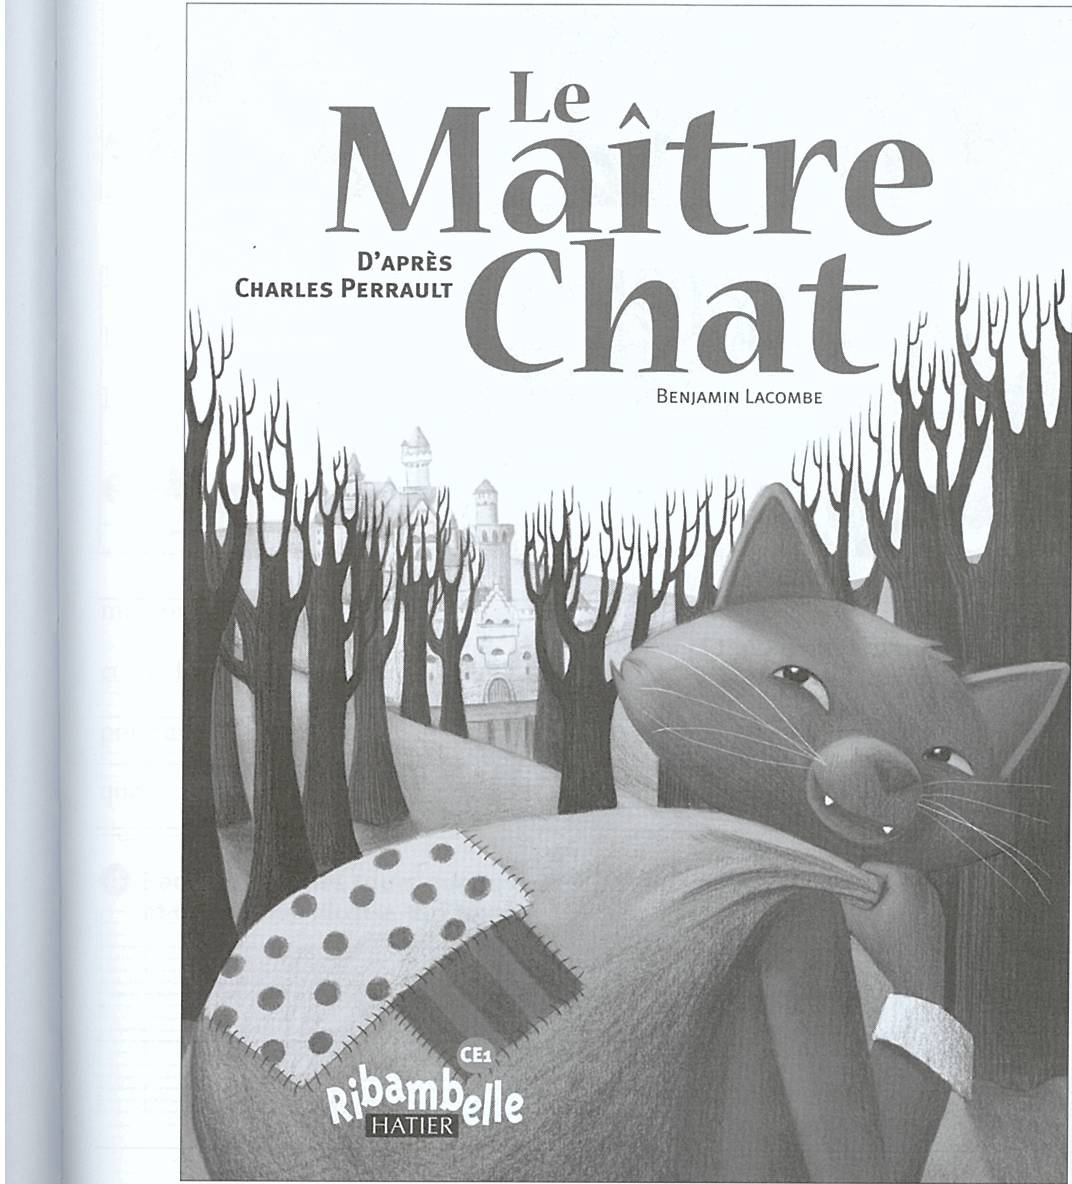 Le
Maître
Chat
D'APRÈS
CHARLES PERRAULT
BENJAMIN LACOMBE
CE1
Ribambelle
HATIER